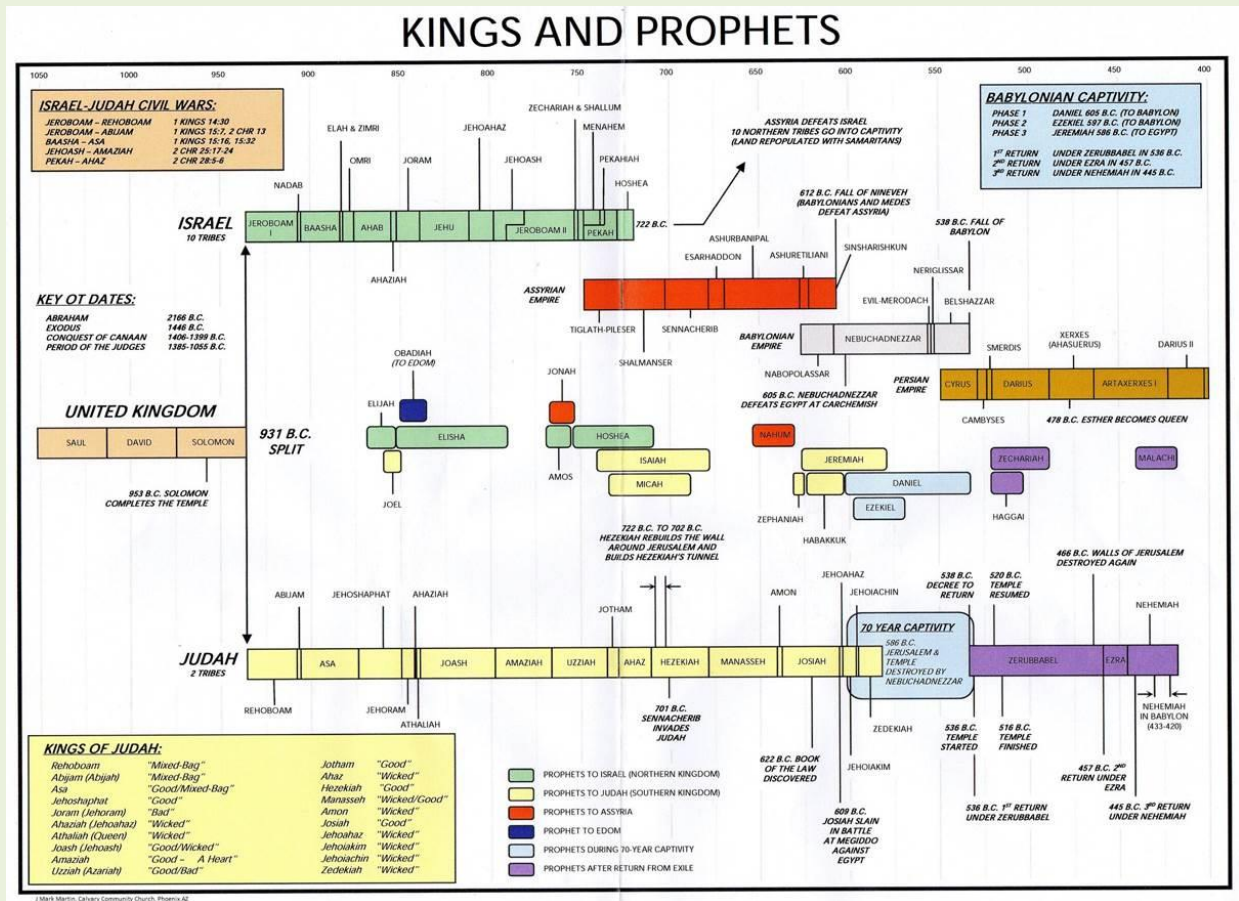 KINGS AND PROPHETS
1050 1000 950 900 850 800 750 700 650 600 550 500 450 400
ISRAEL-JUDAH CIVIL WARS:
JEROBOAM – REHOBOAM 1 KINGS 14:30
JEROBOAM – ABIJAM 1 KINGS 15:7, 2 CHR 13
BAASHA – ASA 1 KINGS 15:16, 15:32
JEHOASH – AMAZIAH 2 CHR 25:17-24
PEKAH – AHAZ 2 CHR 28:5-6
BABYLONIAN CAPTIVITY:
PHASE 1 DANIEL 605 B.C. (TO BABYLON)
PHASE 2 EZEKIEL 597 B.C. (TO BABYLON)
PHASE 3 JEREMIAH 586 B.C. (TO EGYPT)
1ST RETURN UNDER ZERUBBABEL IN 536 B.C.
2ND RETURN UNDER EZRA IN 457 B.C.
3RD RETURN UNDER NEHEMIAH IN 445 B.C.
ZECHARIAH & SHALLUM
ELAH & ZIMRI
JEHOAHAZ
MENAHEM
OMRI
JORAM
JEHOASH
PEKAHIAH
NADAB
HOSHEA
ASSYRIA DEFEATS ISRAEL
10 NORTHERN TRIBES GO INTO CAPTIVITY
(LAND REPOPULATED WITH SAMARITANS)
ISRAEL
10 TRIBES
JEROBOAM
I
BAASHA
AHAB
JEHU
JEROBOAM II
PEKAH
722 B.C.
AHAZIAH
612 B.C. FALL OF NINEVEH
(BABYLONIANS AND MEDES
DEFEAT ASSYRIA)
538 B.C. FALL OF
BABYLON
ASHURBANIPAL
ESARHADDON
ASHURETILIANI
SINSHARISHKUN
ASSYRIAN
EMPIRE
TIGLATH-PILESER
SENNACHERIB
SHALMANSER
NERIGLISSAR
EVIL-MERODACH
BELSHAZZAR
BABYLONIAN
EMPIRE
NEBUCHADNEZZAR
NABOPOLASSAR
605 B.C. NEBUCHADNEZZAR
DEFEATS EGYPT AT CARCHEMISH
XERXES
(AHASUERUS)
SMERDIS
DARIUS II
PERSIAN
EMPIRE
CYRUS
DARIUS
ARTAXERXES I
CAMBYSES
478 B.C. ESTHER BECOMES QUEEN
KEY OT DATES:
ABRAHAM 2166 B.C.
EXODUS 1446 B.C.
CONQUEST OF CANAAN 1406-1399 B.C.
PERIOD OF THE JUDGES 1385-1055 B.C.
UNITED KINGDOM
SAUL
DAVID
SOLOMON
931 B.C.
SPLIT
953 B.C. SOLOMON
COMPLETES THE TEMPLE
OBADIAH
(TO EDOM)
ELIJAH
ELISHA
JOEL
JONAH
AMOS
HOSHEA
ISAIAH
MICAH
NAHUM
JEREMIAH
DANIEL
EZEKIEL
ZEPHANIAH
HABAKKUK
ZECHARIAH
HAGGAI
MALACHI
722 B.C. TO 702 B.C.
HEZEKIAH REBUILDS THE WALL
AROUND JERUSALEM AND
BUILDS HEZEKIAH'S TUNNEL
466 B.C. WALLS OF JERUSALEM
DESTROYED AGAIN
538 B.C.
DECREE TO
RETURN
520 B.C.
TEMPLE
RESUMED
NEHEMIAH
ABIJAM
JEHOSHAPHAT
AHAZIAH
JOTHAM
AMON
JEHOAHAZ
JEHOIACHIN
JUDAH
2 TRIBES
ASA
JOASH
AMAZIAH
UZZIAH
AHAZ
HEZEKIAH
MANASSEH
JOSIAH
70 YEAR CAPTIVITY
586 B.C.
JERUSALEM &
TEMPLE
DESTROYED BY
NEBUCHADNEZZAR
ZERUBBABEL
EZRA
REHOBOAM
JEHORAM
ATHALIAH
701 B.C.
SENNACHERIB
INVADES
JUDAH
622 B.C. BOOK
OF THE LAW
DISCOVERED
609 B.C.
JOSIAH SLAIN
IN BATTLE
AT MEGIDDO
AGAINST
EGYPT
JEHOIAKIM
ZEDEKIAH
536 B.C.
TEMPLE
STARTED
516 B.C.
TEMPLE
FINISHED
536 B.C. 1ST RETURN
UNDER ZERUBBABEL
457 B.C. 2ND
RETURN UNDER
EZRA
445 B.C. 3RD RETURN
UNDER NEHEMIAH
NEHEMIAH
IN BABYLON
(433-420)
KINGS OF JUDAH:
Rehoboam "Mixed-Bag"
Abijam (Abijah) "Mixed-Bag"
Asa "Good/Mixed-Bag"
Jehoshaphat "Good"
Joram (Jehoram) "Bad"
Ahaziah (Jehoahaz) "Wicked"
Athaliah (Queen) "Wicked"
Joash (Jehoash) "Good/Wicked"
Amaziah "Good – A Heart"
Uzziah (Azariah) "Good/Bad"
Jotham "Good"
Ahaz "Wicked"
Hezekiah "Good"
Manasseh "Wicked/Good"
Amon "Wicked"
Josiah "Good"
Jehoahaz "Wicked"
Jehoiakim "Wicked"
Jehoiachin "Wicked"
Zedekiah "Wicked"
PROPHETS TO ISRAEL (NORTHERN KINGDOM)
PROPHETS TO JUDAH (SOUTHERN KINGDOM)
PROPHETS TO ASSYRIA
PROPHET TO EDOM
PROPHETS DURING 70-YEAR CAPTIVITY
PROPHETS AFTER RETURN FROM EXILE
J Mark Martin, Calvary Community Church, Phoenix AZ